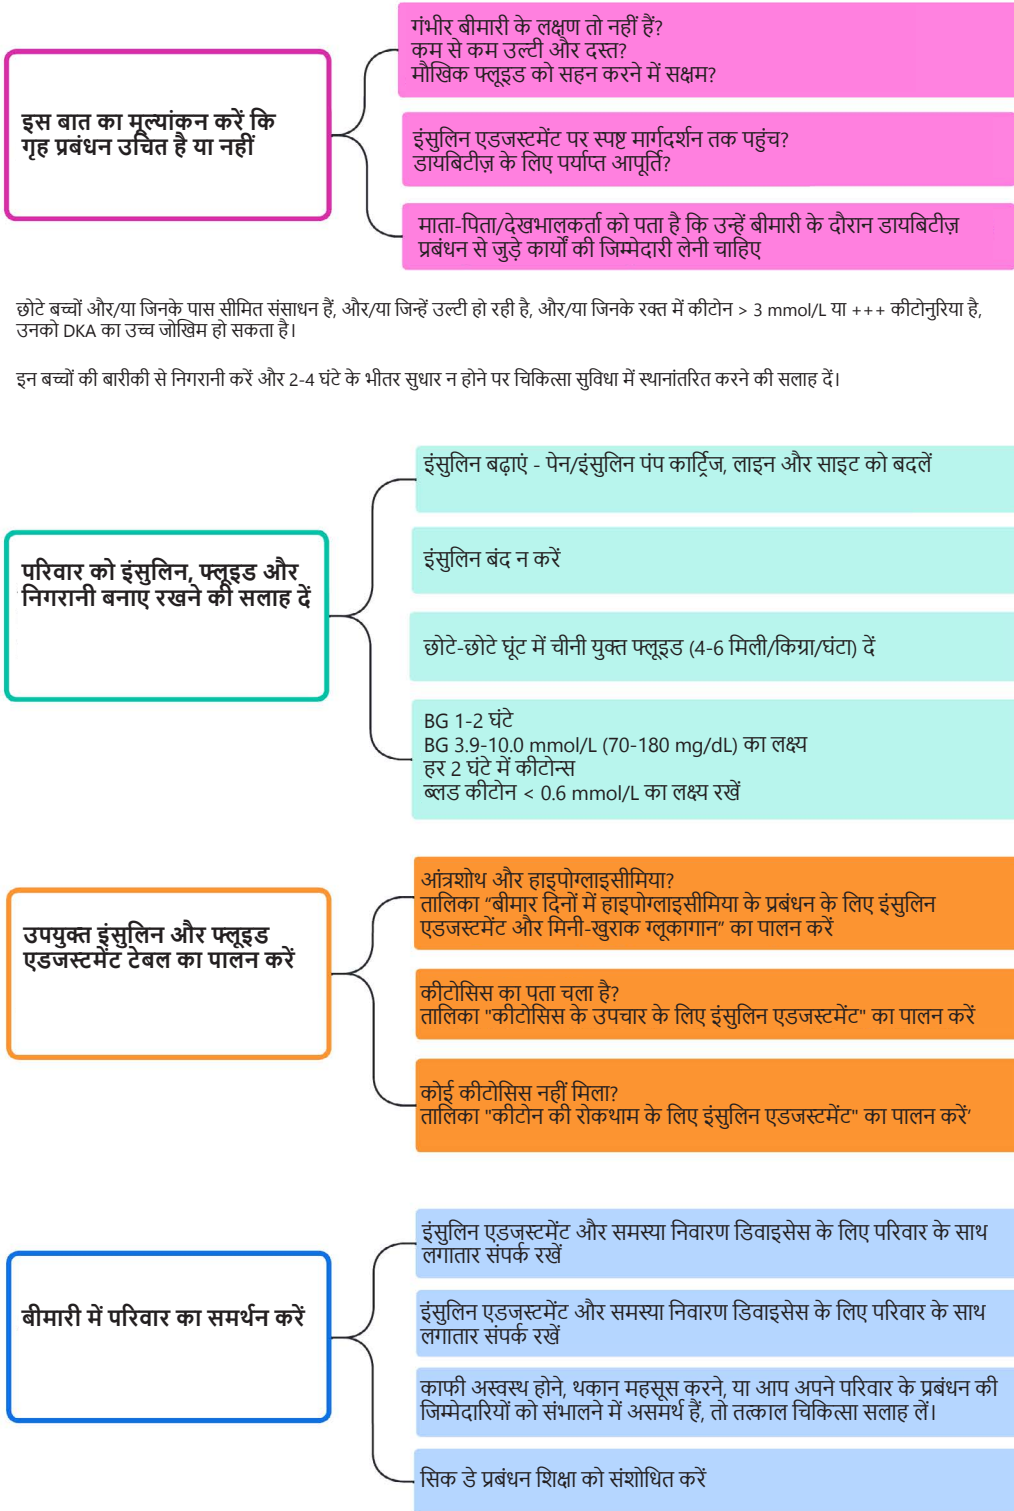 गंभीर बीमारी के लक्षण तो नहीं हैं?
कम से कम उल्टी और दस्त?
मौखिक फ्लूइड को सहन करने में सक्षम?
इस बात का मूल्यांकन करें कि
गृह प्रबंधन उचित है या नहीं
इंसुलिन एडजस्टमेंट पर स्पष्ट मार्गदर्शन तक पहुंच?
डायबिटीज़ के लिए पर्याप्त आपूर्ति?
माता-पिता/देखभालकर्ता को पता है कि उन्हें बीमारी के दौरान डायबिटीज़
प्रबंधन से जुड़े कार्यों की जिम्मेदारी लेनी चाहिए
छोटे बच्चों और/या जिनके पास सीमित संसाधन हैं, और/या जिन्हें उल्टी हो रही है, और/या जिनके रक्त में कीटोन > 3 mmol/L या +++ कीटोनुरिया है,
उनको DKA का उच्च जोखिम हो सकता है।
इन बच्चों की बारीकी से निगरानी करें और 2-4 घंटे के भीतर सुधार न होने पर चिकित्सा सुविधा में स्थानांतरित करने की सलाह दें।
इंसुलिन बढ़ाएं - पेन/इंसुलिन पंप कार्ट्रिज, लाइन और साइट को बदलें
परिवार को इंसुलिन, फ्लूइड और
निगरानी बनाए रखने की सलाह दें
इंसुलिन बंद न करें
छोटे-छोटे घूंट में चीनी युक्त फ्लूइड (4-6 मिली/किग्रा/घंटा) दें
BG 1-2 घंटे
BG 3.9-10.0 mmol/L (70-180 mg/dL) का लक्ष्य
हर 2 घंटे में कीटोन्स
ब्लड कीटोन < 0.6 mmol/L का लक्ष्य रखें
आंत्रशोथ और हाइपोग्लाइसीमिया?
तालिका “बीमार दिनों में हाइपोग्लाइसीमिया के प्रबंधन के लिए इंसुलिन
एडजस्टमेंट और मिनी-खुराक ग्लूकागान” का पालन करें
उपयुक्त इंसुलिन और फ्लूइड
एडजस्टमेंट टेबल का पालन करें
कीटोसिस का पता चला है?
तालिका "कीटोसिस के उपचार के लिए इंसुलिन एडजस्टमेंट" का पालन करें
कोई कीटोसिस नहीं मिला?
तालिका "कीटोन की रोकथाम के लिए इंसुलिन एडजस्टमेंट" का पालन करें’
इंसुलिन एडजस्टमेंट और समस्या निवारण डिवाइसेस के लिए परिवार के साथ
लगातार संपर्क रखें
बीमारी में परिवार का समर्थन करें
इंसुलिन एडजस्टमेंट और समस्या निवारण डिवाइसेस के लिए परिवार के साथ
लगातार संपर्क रखें
काफी अस्वस्थ होने, थकान महसूस करने, या आप अपने परिवार के प्रबंधन की
जिम्मेदारियों को संभालने में असमर्थ हैं, तो तत्काल चिकित्सा सलाह लें।
सिक डे प्रबंधन शिक्षा को संशोधित करें